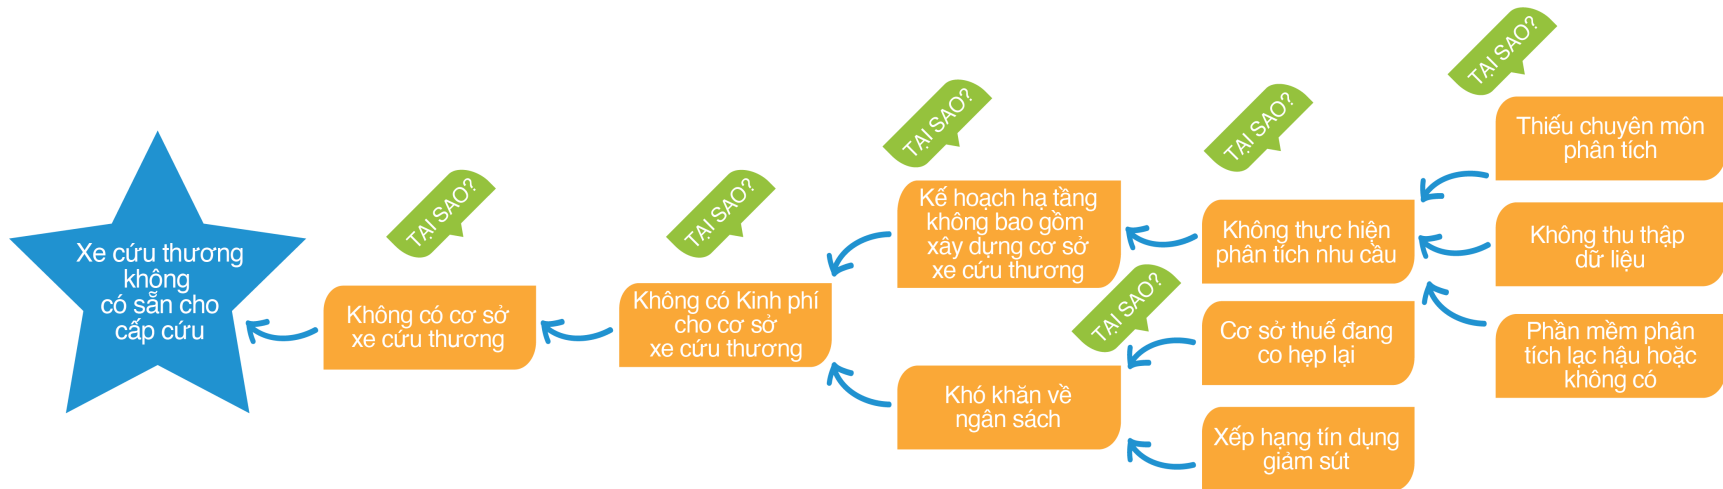 Xe cứu thương
không
có sẵn cho
cấp cứu
TẠI SAO?
Không có cơ sở
xe cứu thương
TẠI SAO?
Không có Kinh phí
cho cơ sở
xe cứu thương
TẠI SAO?
Kế hoạch hạ tầng
không bao gồm
xây dựng cơ sở
xe cứu thương
Khó khăn về
ngân sách
TẠI SAO?
Không thực hiện
phân tích nhu cầu
TẠI SAO?
Cơ sở thuế đang
co hẹp lại
Xếp hạng tín dụng
giảm sút
TẠI SAO?
Thiếu chuyên môn
phân tích
Không thu thập
dữ liệu
Phần mềm phân
tích lạc hậu hoặc
không có